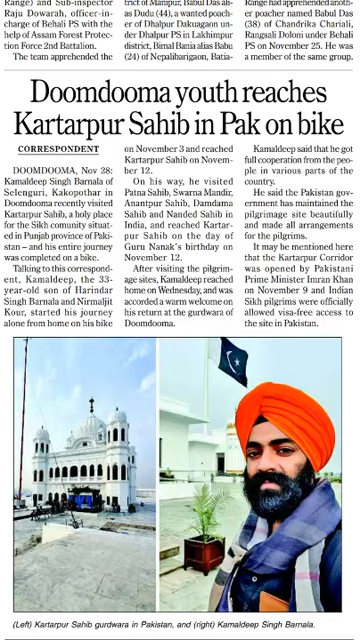 Range) and Sub-inspector
Raju Dowarah, officer-in-
charge of Behali PS with the
help of Assam Forest Protec-
tion Force 2nd Battalion.
The team apprehended the
trict of Manipur, Babul Das ali-
as Dudu (44), a wanted poach-
er of Dhalpur Dakuagaon un-
der Dhalpur PS in Lakhimpur
district, Bimal Bania alias Babu
(24) of Nepalibagaon, Batia-
Range had apprehended anoth-
er poacher named Babul Das
(38) of Chandrika Chariali,
Rangsali Doloni under Behali
PS on November 25. He was
a member of the same group.
Doomdooma youth reaches
Kartarpur Sahib in Pak on bike
CORRESPONDENT
DOOMDOOMA, Nov 28:
Kamaldeep Singh Barnala of
Selenguri, Kakopothar in
Doomdooma recently visited
Kartarpur Sahib, a holy place
for the Sikh community situat-
ed in Punjab province of Paki-
stan – and his entire journey
was completed on a bike.
Talking to this correspond-
ent, Kamaldeep, the 33-
year-old son of Harindar
Singh Barnala and Nirmaljit
Kour, started his journey
alone from home on his bike
on November 3 and reached
Kartarpur Sahib on Novem-
ber 12.
On his way, he visited
Patna Sahib, Swarna Mandir,
Anantpur Sahib, Damdama
Sahib and Nanded Sahib in
India, and reached Kartar-
pur Sahib on the day of
Guru Nanak's birthday on
November 12.
After visiting the pilgrim-
age sites, Kamaldeep reached
home on Wednesday, and was
accorded a warm welcome on
his return at the gurdwara of
Doomdooma.
Kamaldeep said that he got
full cooperation from the peo-
ple in various parts of the
country.
He said the Pakistan gov-
ernment has maintained the
pilgrimage site beautifully
and made all arrangements
for the pilgrims.
It may be mentioned here
that the Kartarpur Corridor
was opened by Pakistani
Prime Minister Imran Khan
on November 9 and Indian
Sikh pilgrims were officially
allowed visa-free access to
the site in Pakistan.
(Left) Kartarpur Sahib gurdwara in Pakistan, and (right) Kamaldeep Singh Barnala.